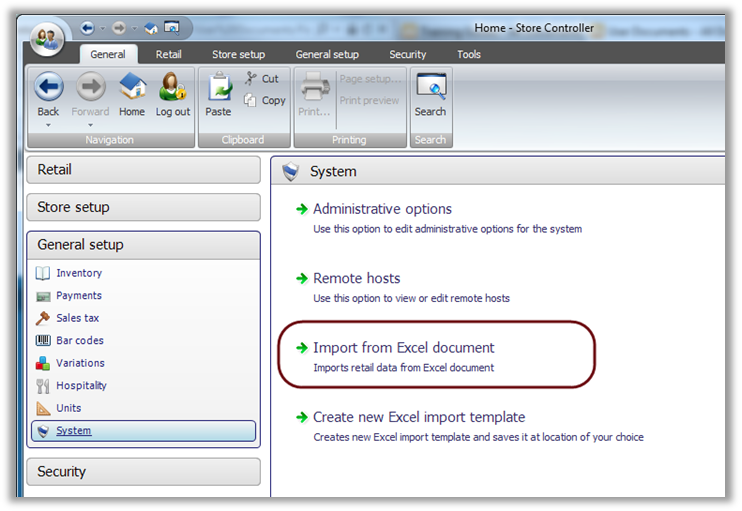 Home - Store Controller
General Retail Store setup General setup Security Tools
Cut Page setup...
Copy Print preview
Back Forward Home Log out Paste Print... Search
Navigation Clipboard Printing Search
Retail
Store setup
General setup
Inventory
Payments
Sales tax
Bar codes
Variations
Hospitality
Units
System
Security
System
Administrative options
Use this option to edit administrative options for the system
Remote hosts
Use this option to view or edit remote hosts
Import from Excel document
Imports retail data from Excel document
Create new Excel import template
Creates new Excel import template and saves it at location of your choice